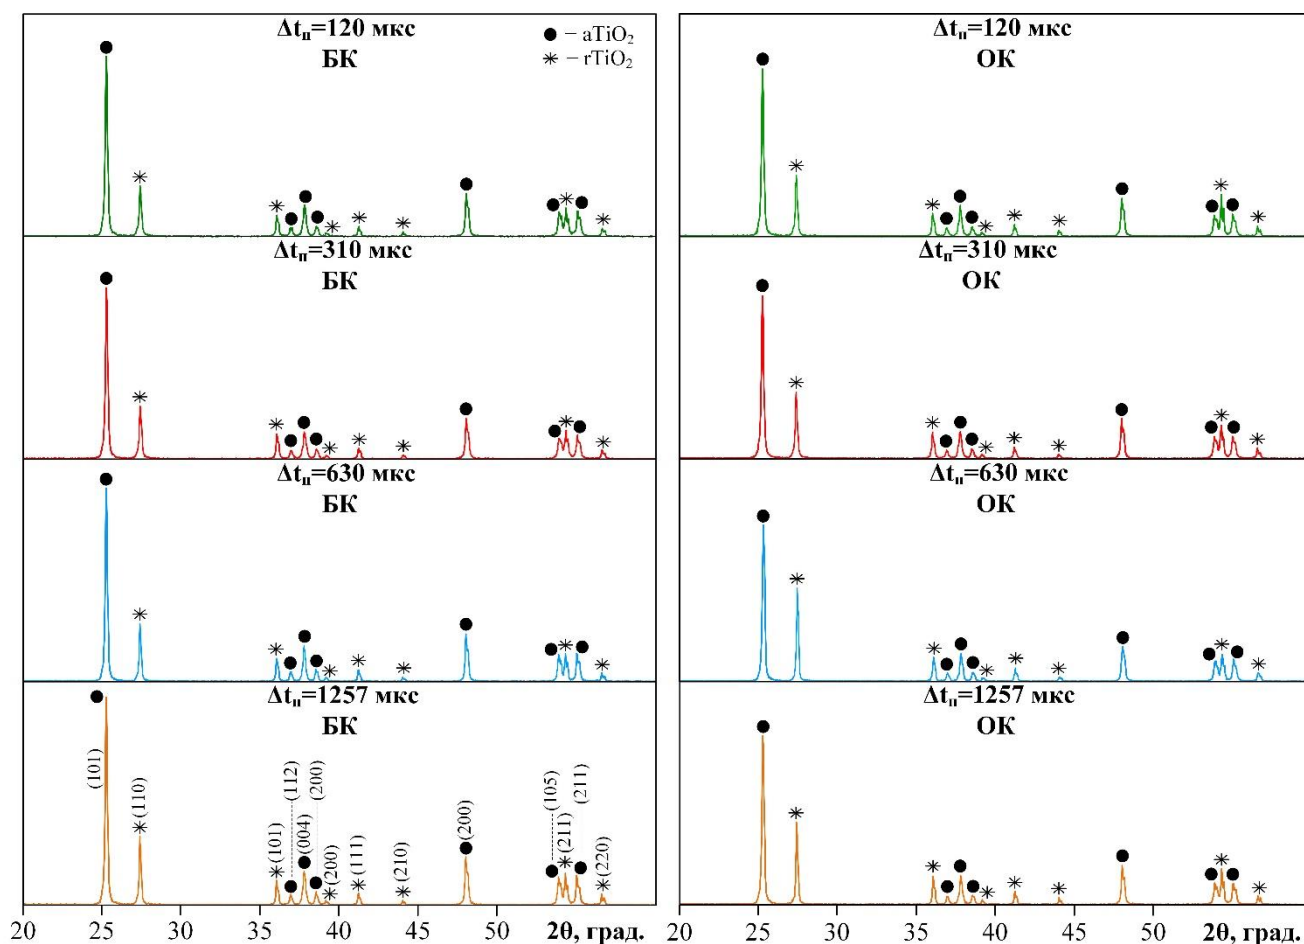 Δtп=120 мкс
БК
● – aTiO₂
✳ – rTiO₂
Δtп=310 мкс
БК
Δtп=630 мкс
БК
Δtп=1257 мкс
БК
(101)
(110)
(101)
(112)
(004)
(200)
(200)
(111)
(210)
(200)
(105)
(211)
(211)
(220)
20 25 30 35 40 45 50 2θ, град.
Δtп=120 мкс
ОК
Δtп=310 мкс
ОК
Δtп=630 мкс
ОК
Δtп=1257 мкс
ОК
20 25 30 35 40 45 50 2θ, град.